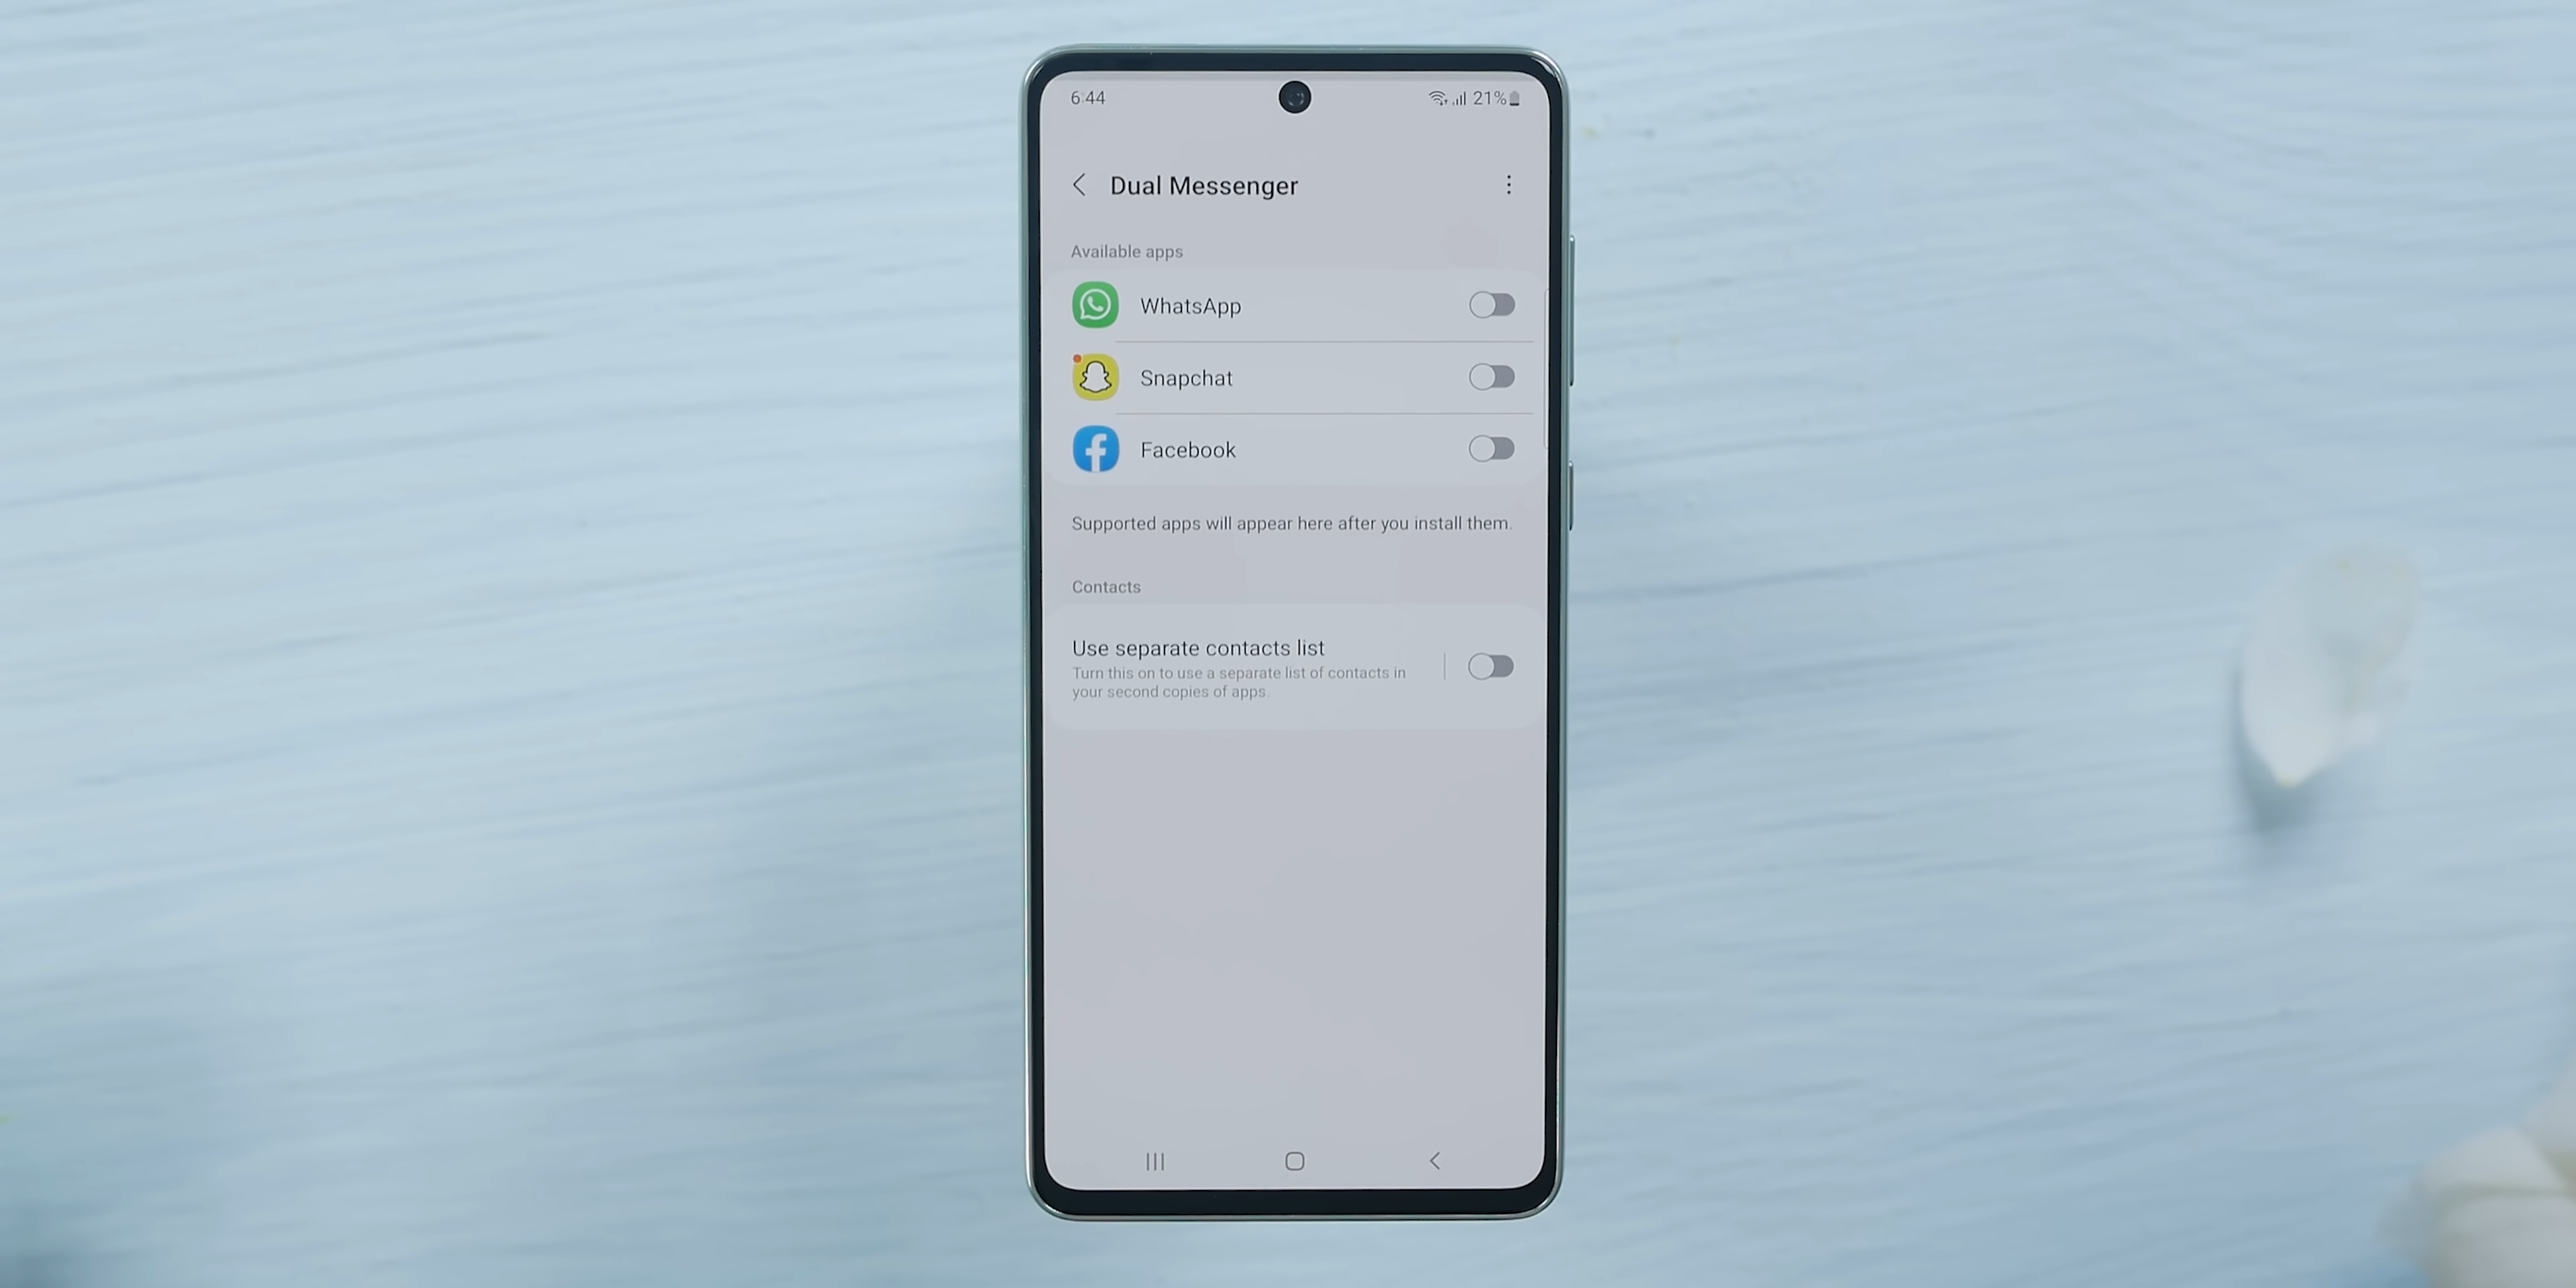 6:44
21%
Dual Messenger
Available apps
WhatsApp
Snapchat
Facebook
Supported apps will appear here after you install them.
Contacts
Use separate contacts list
Turn this on to use a separate list of contacts in
your second copies of apps.